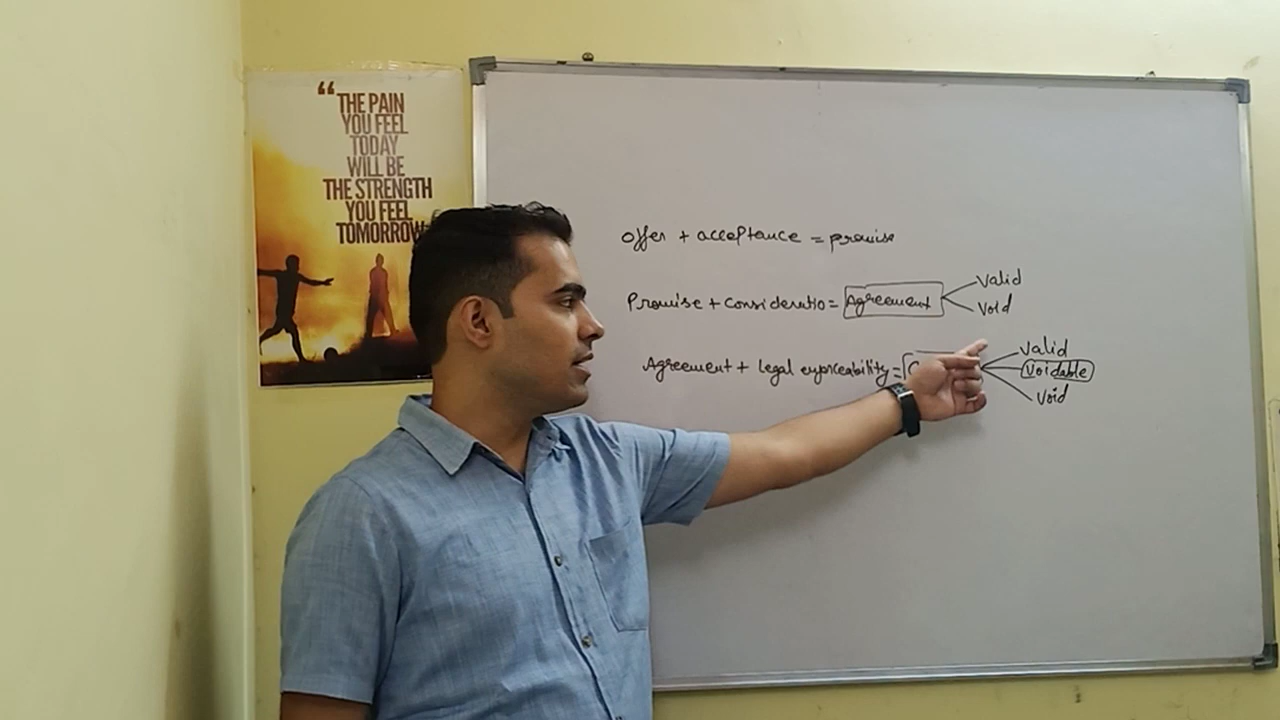 “
THE PAIN
YOU FEEL
TODAY
WILL BE
THE STRENGTH
YOU FEEL
TOMORROW
offer + acceptance = promise
Promise + consideratio = Agreement
Valid
Void
Agreement + legal
Valid
Voidable
Void